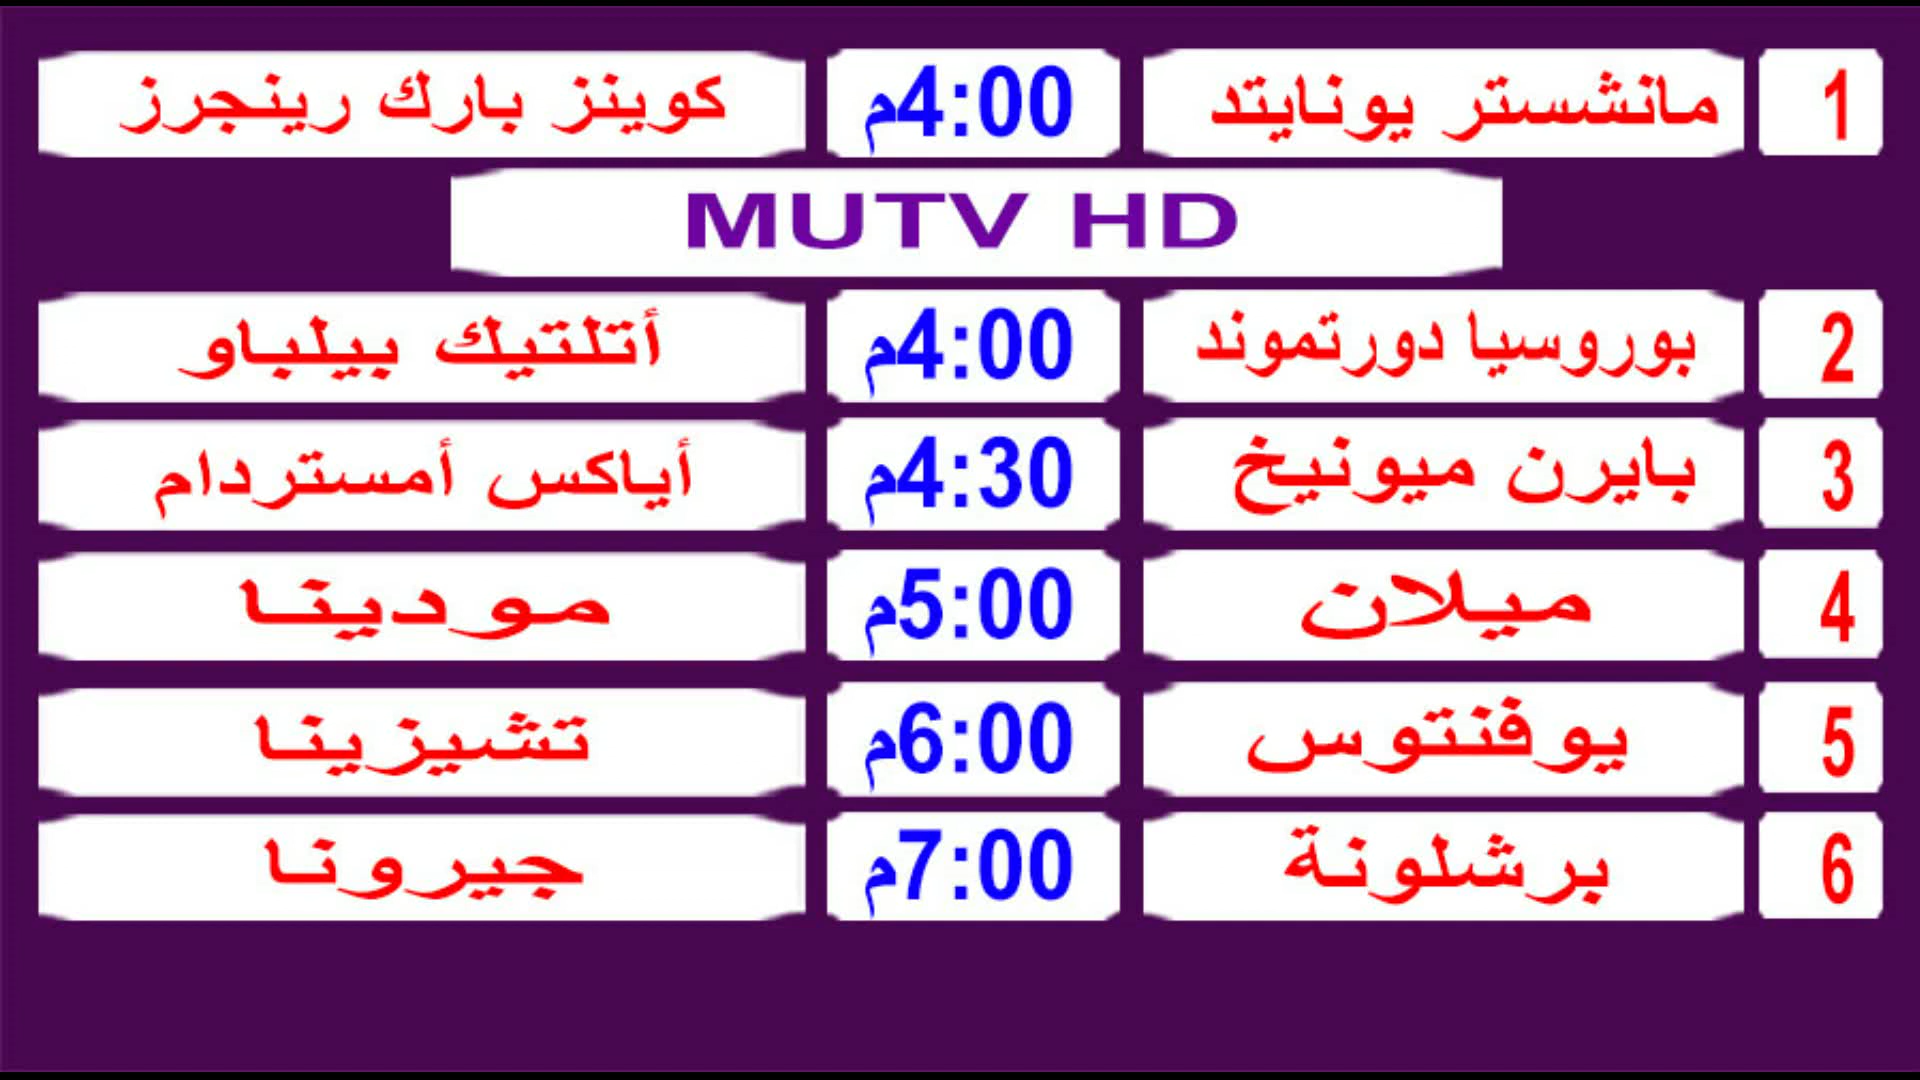 1 مانشستر يونايتد 4:00م كوينز بارك رينجرز
MUTV HD
2 بوروسيا دورتموند 4:00م أتلتيك بيلباو
3 بايرن ميونيخ 4:30م أياكس أمستردام
4 ميلان 5:00م مودينا
5 يوفنتوس 6:00م تشيزينا
6 برشلونة 7:00م جيرونا